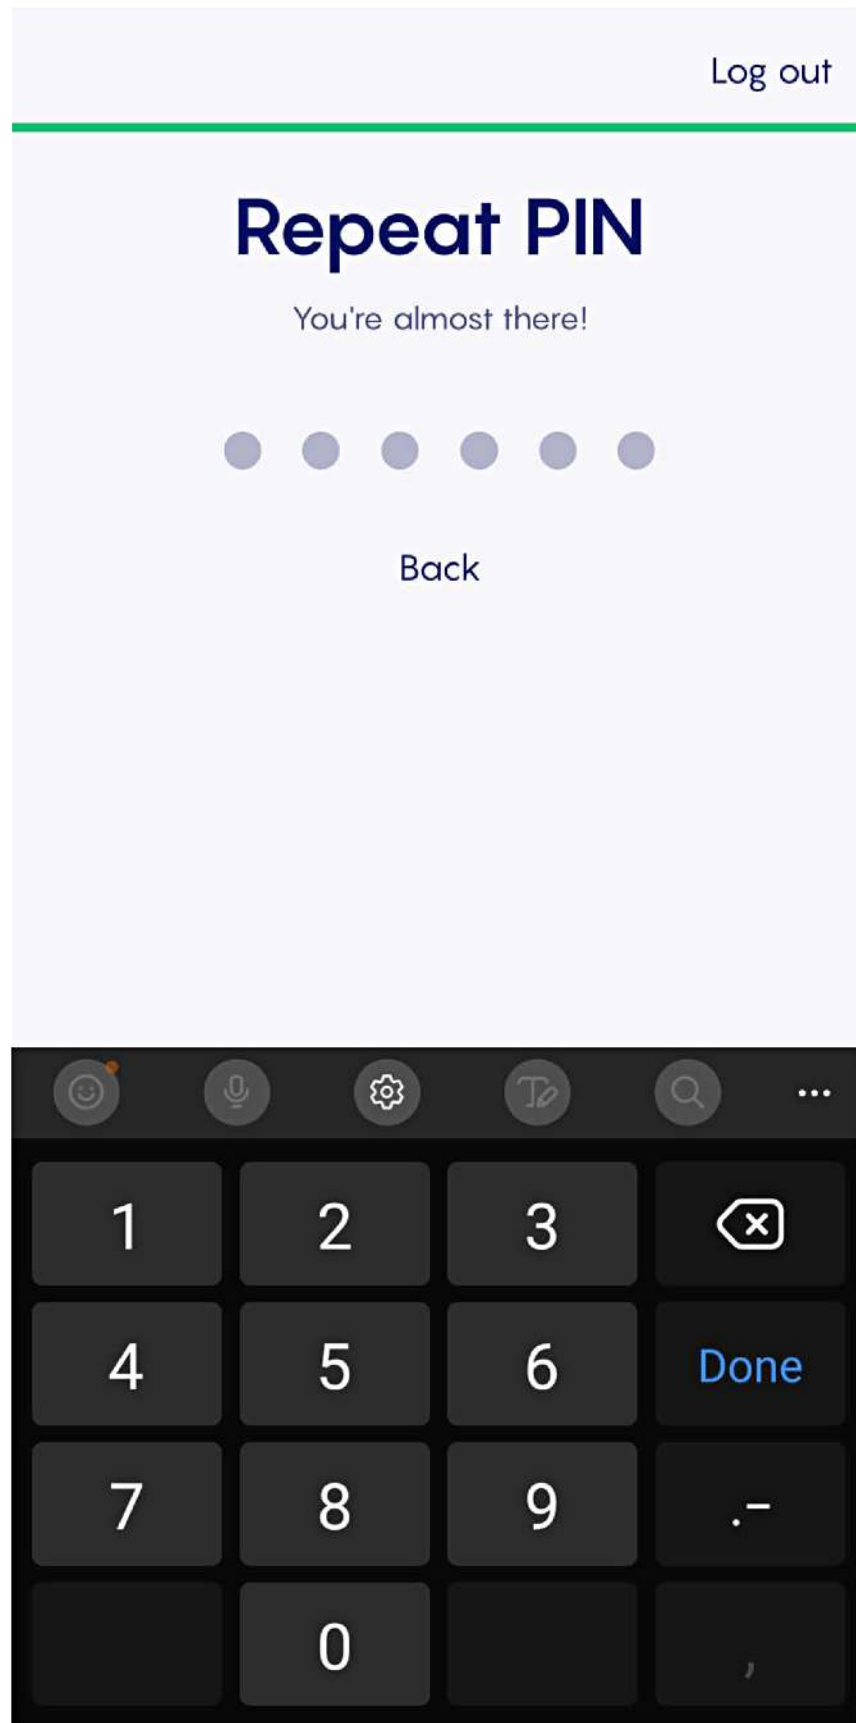 Log out
Repeat PIN
You're almost there!
Back
1 2 3
4 5 6 Done
7 8 9 .-
0 ,